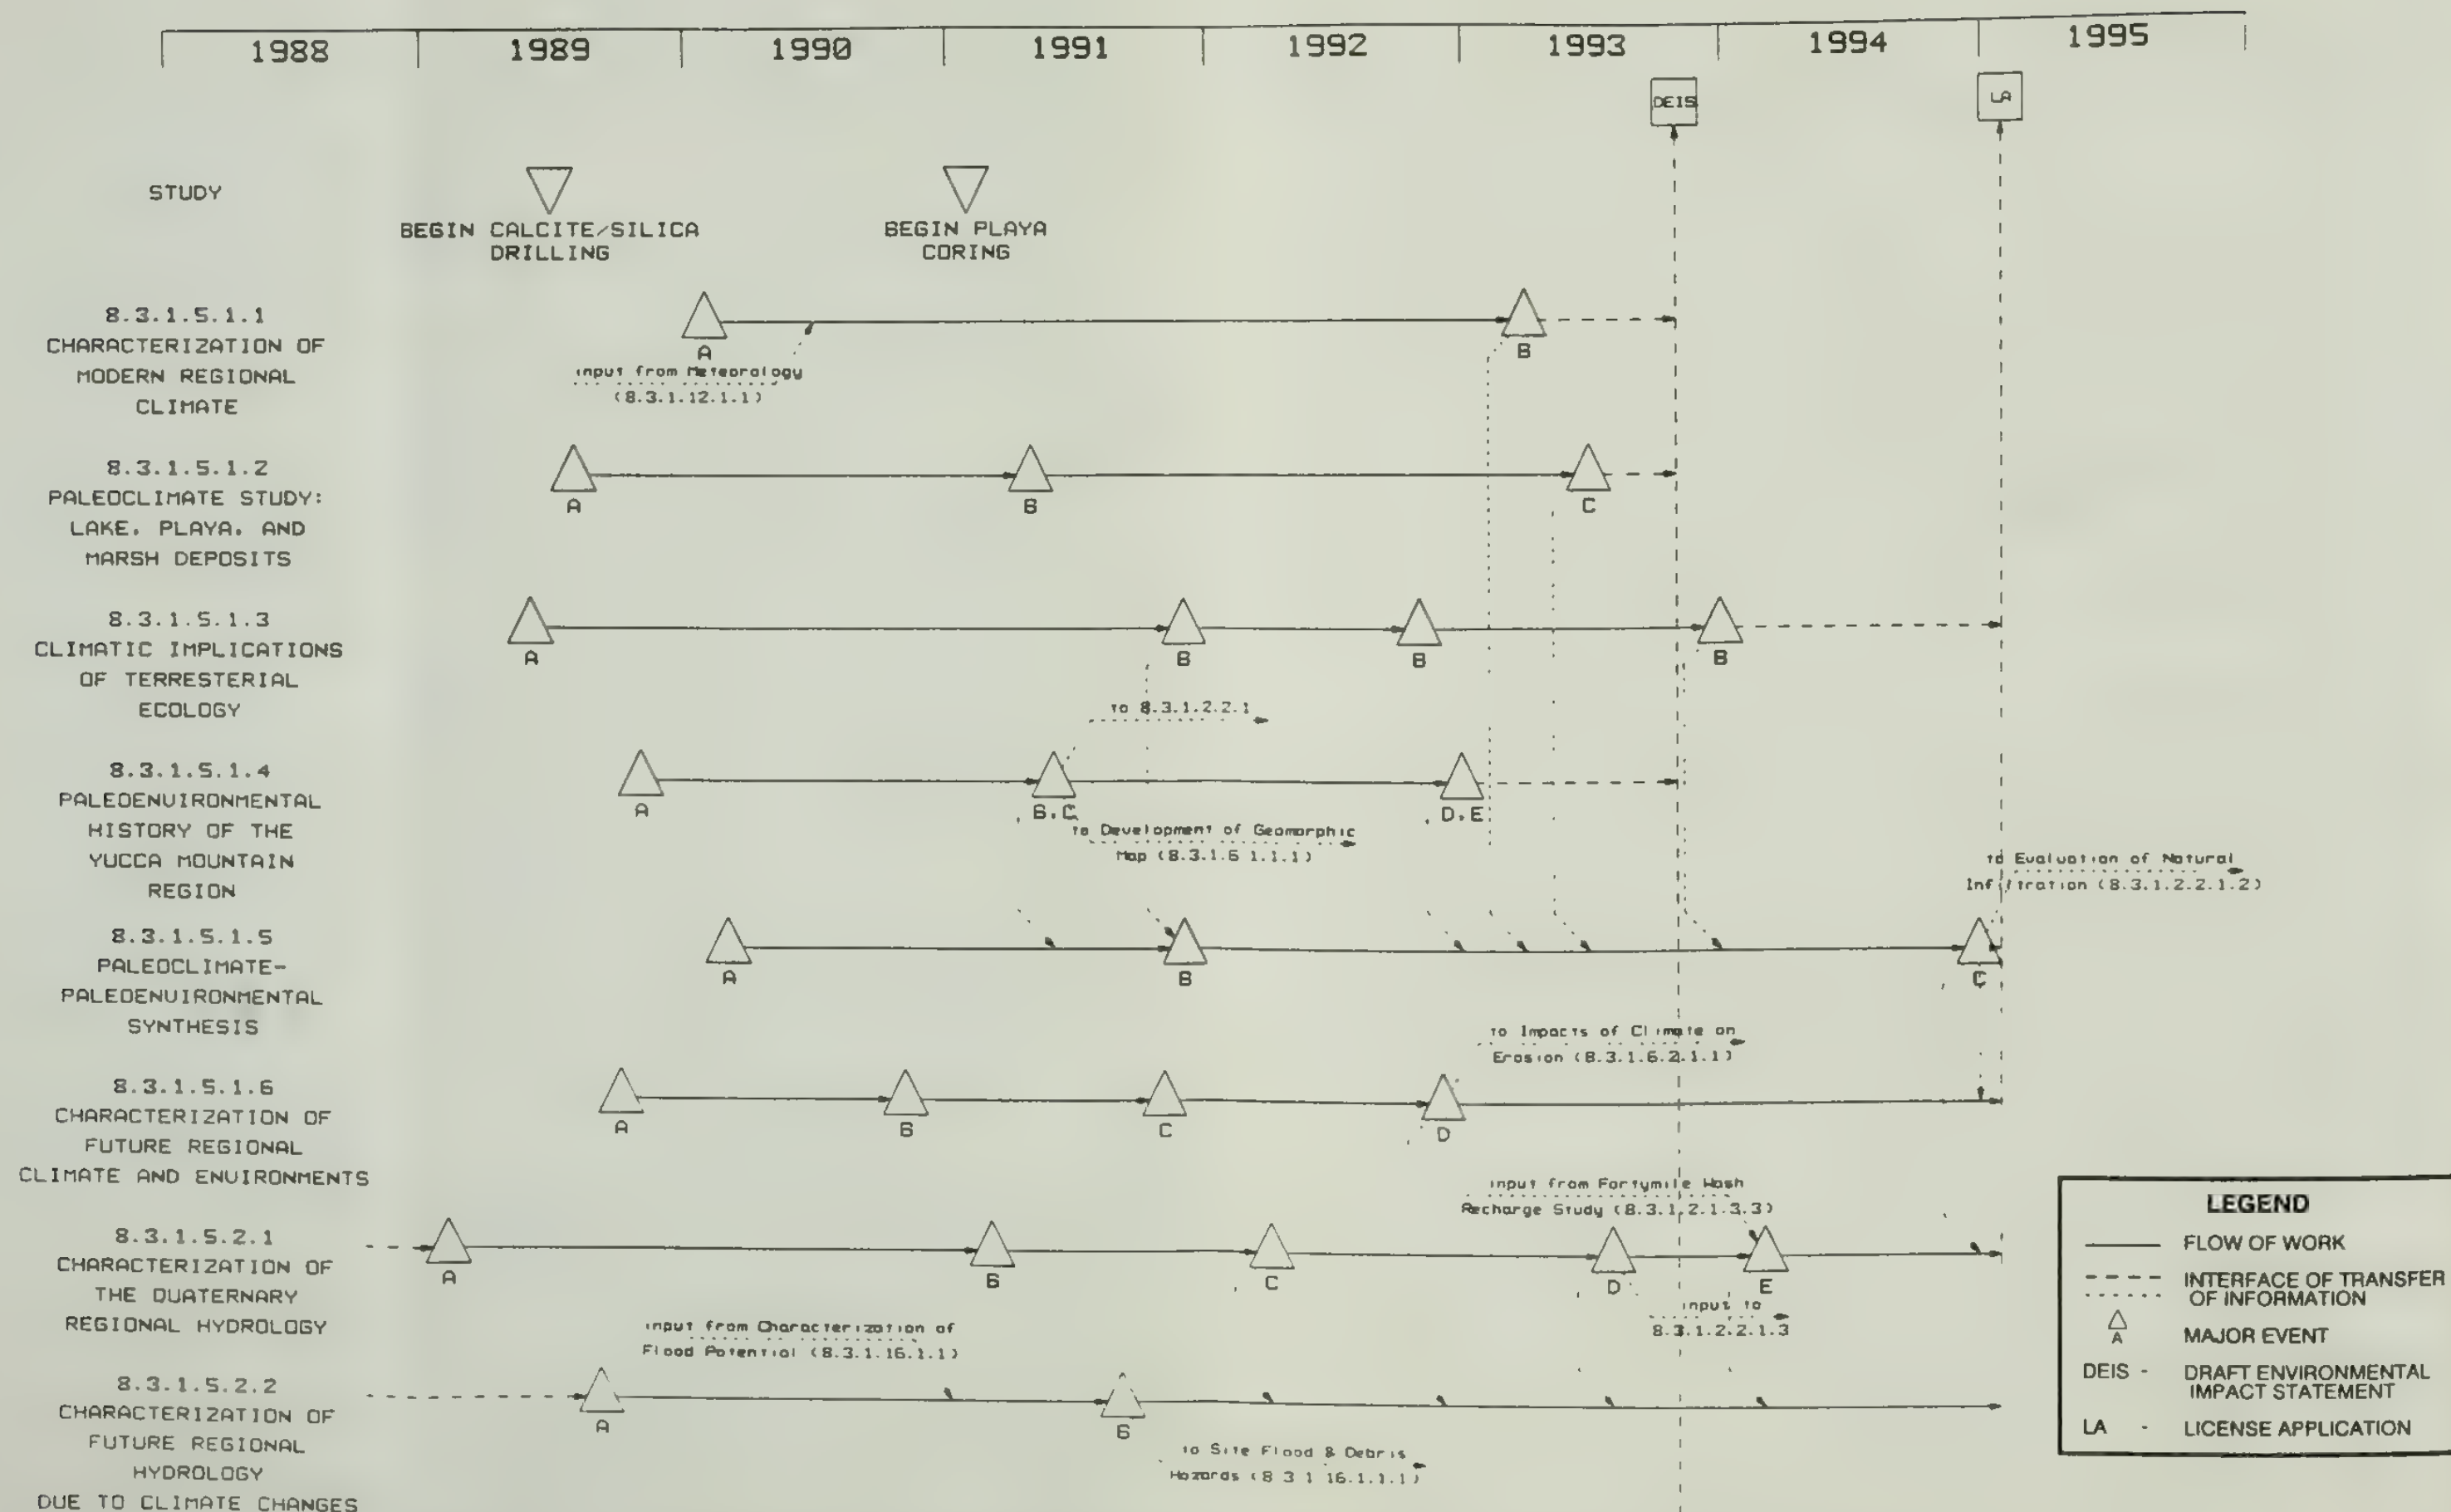 1988 1989 1990 1991 1992 1993 1994 1995
DEIS LA
STUDY
BEGIN CALCITE/SILICA
DRILLING
BEGIN PLAYA
CORING
8.3.1.5.1.1
CHARACTERIZATION OF
MODERN REGIONAL
CLIMATE
A B
input from Meteorology
(8.3.1.12.1.1)
8.3.1.5.1.2
PALEOCLIMATE STUDY:
LAKE, PLAYA, AND
MARSH DEPOSITS
A B C
8.3.1.5.1.3
CLIMATIC IMPLICATIONS
OF TERRESTERIAL
ECOLOGY
A B B B
to 8.3.1.2.2.1
8.3.1.5.1.4
PALEOENVIRONMENTAL
HISTORY OF THE
YUCCA MOUNTAIN
REGION
A B,C D,E
to Development of Geomorphic
Map (8.3.1.6.1.1.1)
8.3.1.5.1.5
PALEOCLIMATE-
PALEOENVIRONMENTAL
SYNTHESIS
A B C
to Evaluation of Natural
Infiltration (8.3.1.2.2.1.2)
8.3.1.5.1.6
CHARACTERIZATION OF
FUTURE REGIONAL
CLIMATE AND ENVIRONMENTS
A B C D
to Impacts of Climate on
Erosion (8.3.1.6.2.1.1)
8.3.1.5.2.1
CHARACTERIZATION OF
THE QUATERNARY
REGIONAL HYDROLOGY
A B C D E
input from Fortymile Wash
Recharge Study (8.3.1.2.1.3.3)
input to
8.3.1.2.2.1.3
8.3.1.5.2.2
CHARACTERIZATION OF
FUTURE REGIONAL
HYDROLOGY
DUE TO CLIMATE CHANGES
A B
input from Characterization of
Flood Potential (8.3.1.16.1.1)
to Site Flood & Debris
Hazards (8.3.1.16.1.1.1)
LEGEND
FLOW OF WORK
INTERFACE OF TRANSFER
OF INFORMATION
A MAJOR EVENT
DEIS - DRAFT ENVIRONMENTAL
IMPACT STATEMENT
LA - LICENSE APPLICATION